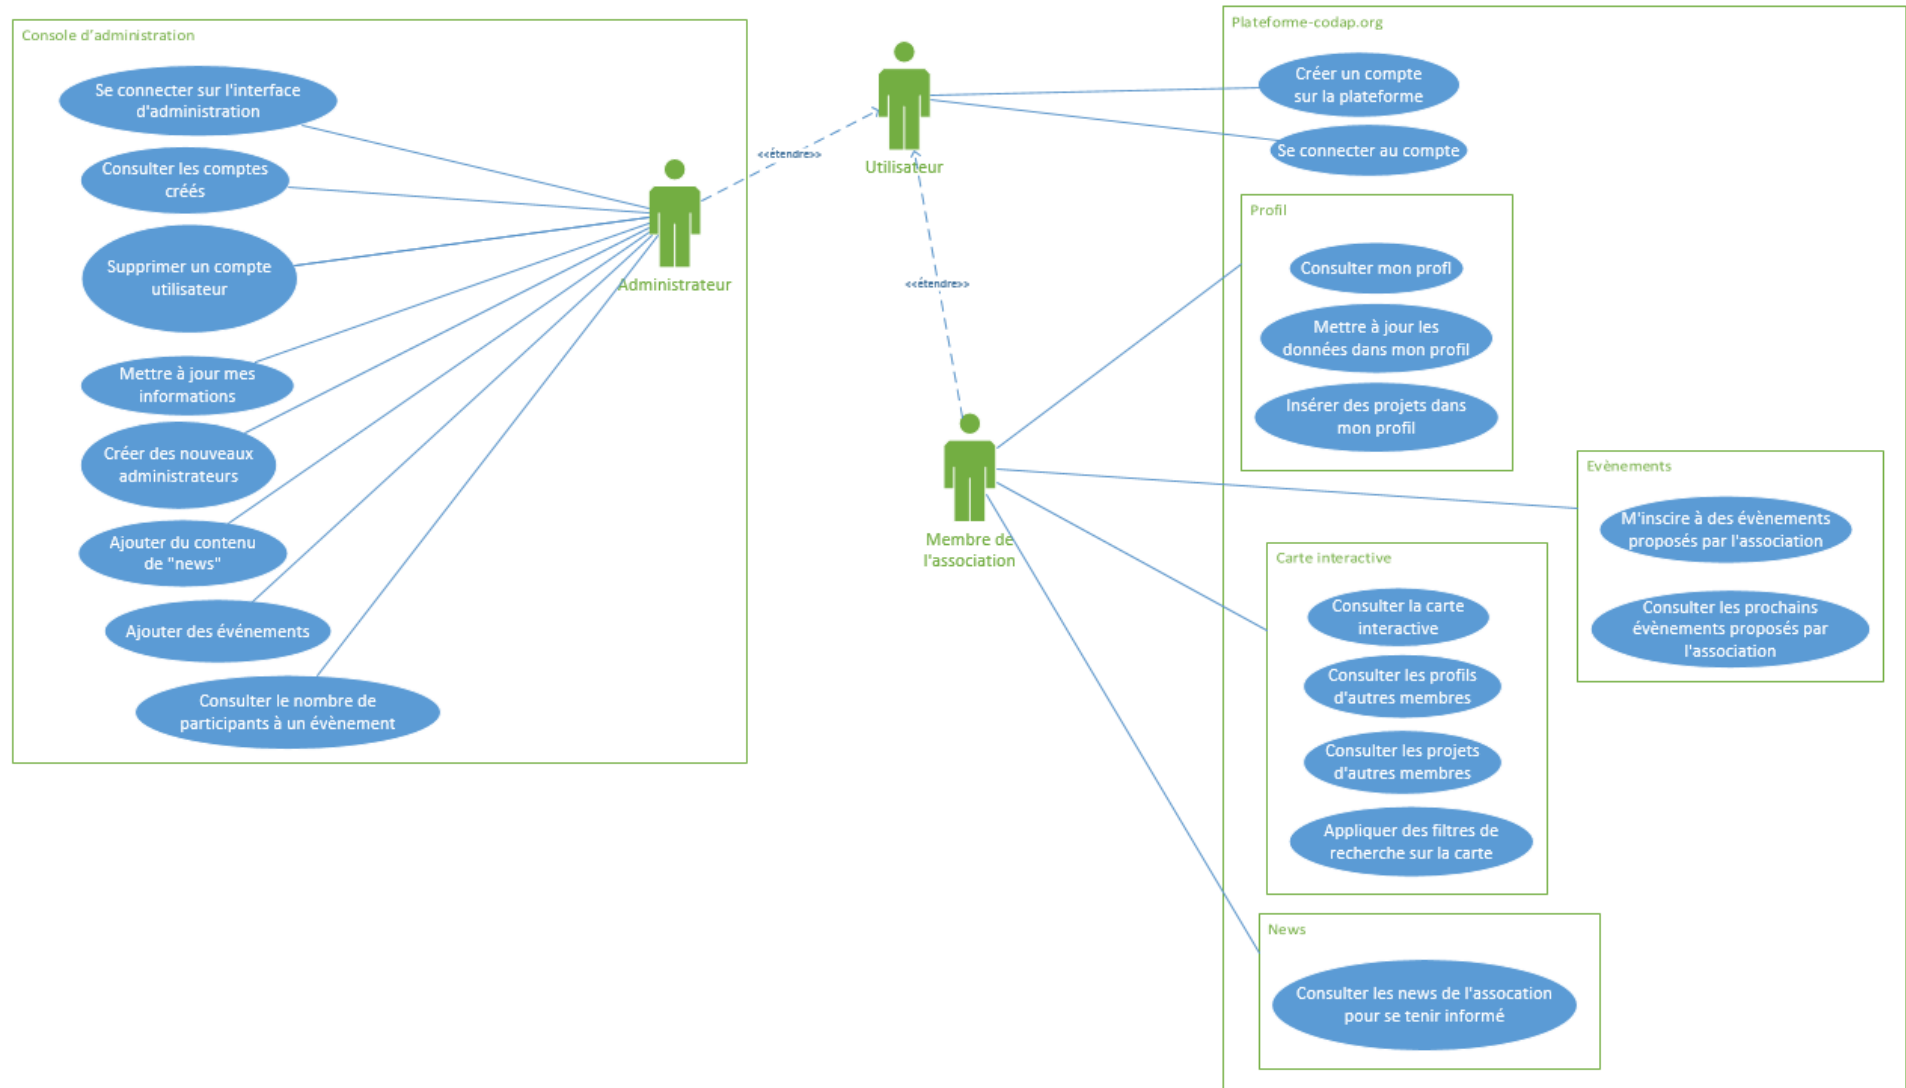 Console d'administration
Se connecter sur l'interface
d'administration
Consulter les comptes
créés
Supprimer un compte
utilisateur
Mettre à jour mes
informations
Créer des nouveaux
administrateurs
Ajouter du contenu
de "news"
Ajouter des événements
Consulter le nombre de
participants à un évènement
Administrateur
<<étendre>>
Utilisateur
<<étendre>>
Membre de
l'association
Plateforme-codap.org
Créer un compte
sur la plateforme
Se connecter au compte
Profil
Consulter mon profl
Mettre à jour les
données dans mon profil
Insérer des projets dans
mon profil
Evènements
M'inscire à des évènements
proposés par l'association
Consulter les prochains
évènements proposés par
l'association
Carte interactive
Consulter la carte
interactive
Consulter les profils
d'autres membres
Consulter les projets
d'autres membres
Appliquer des filtres de
recherche sur la carte
News
Consulter les news de l'assocation
pour se tenir informé